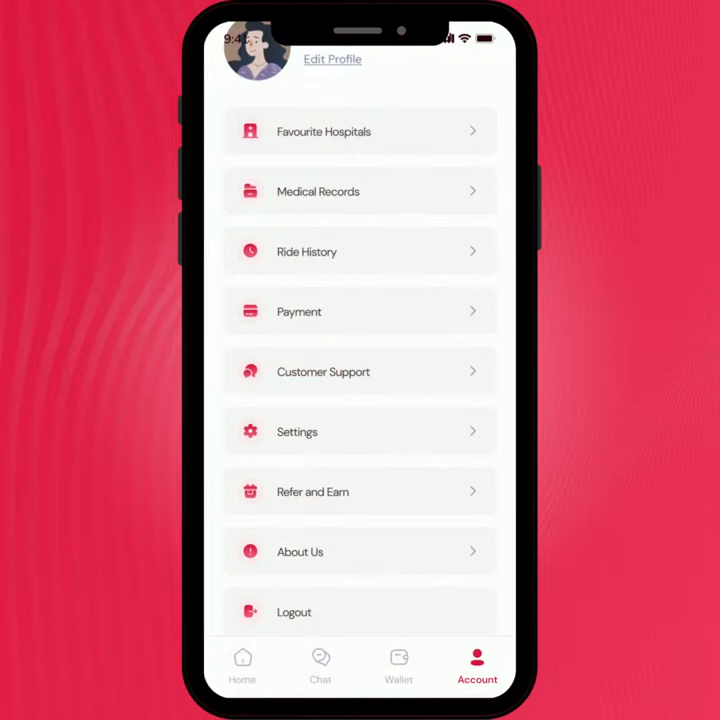 Edit Profile
Favourite Hospitals
Medical Records
Ride History
Payment
Customer Support
Settings
Refer and Earn
About Us
Logout
Home
Chat
Wallet
Account